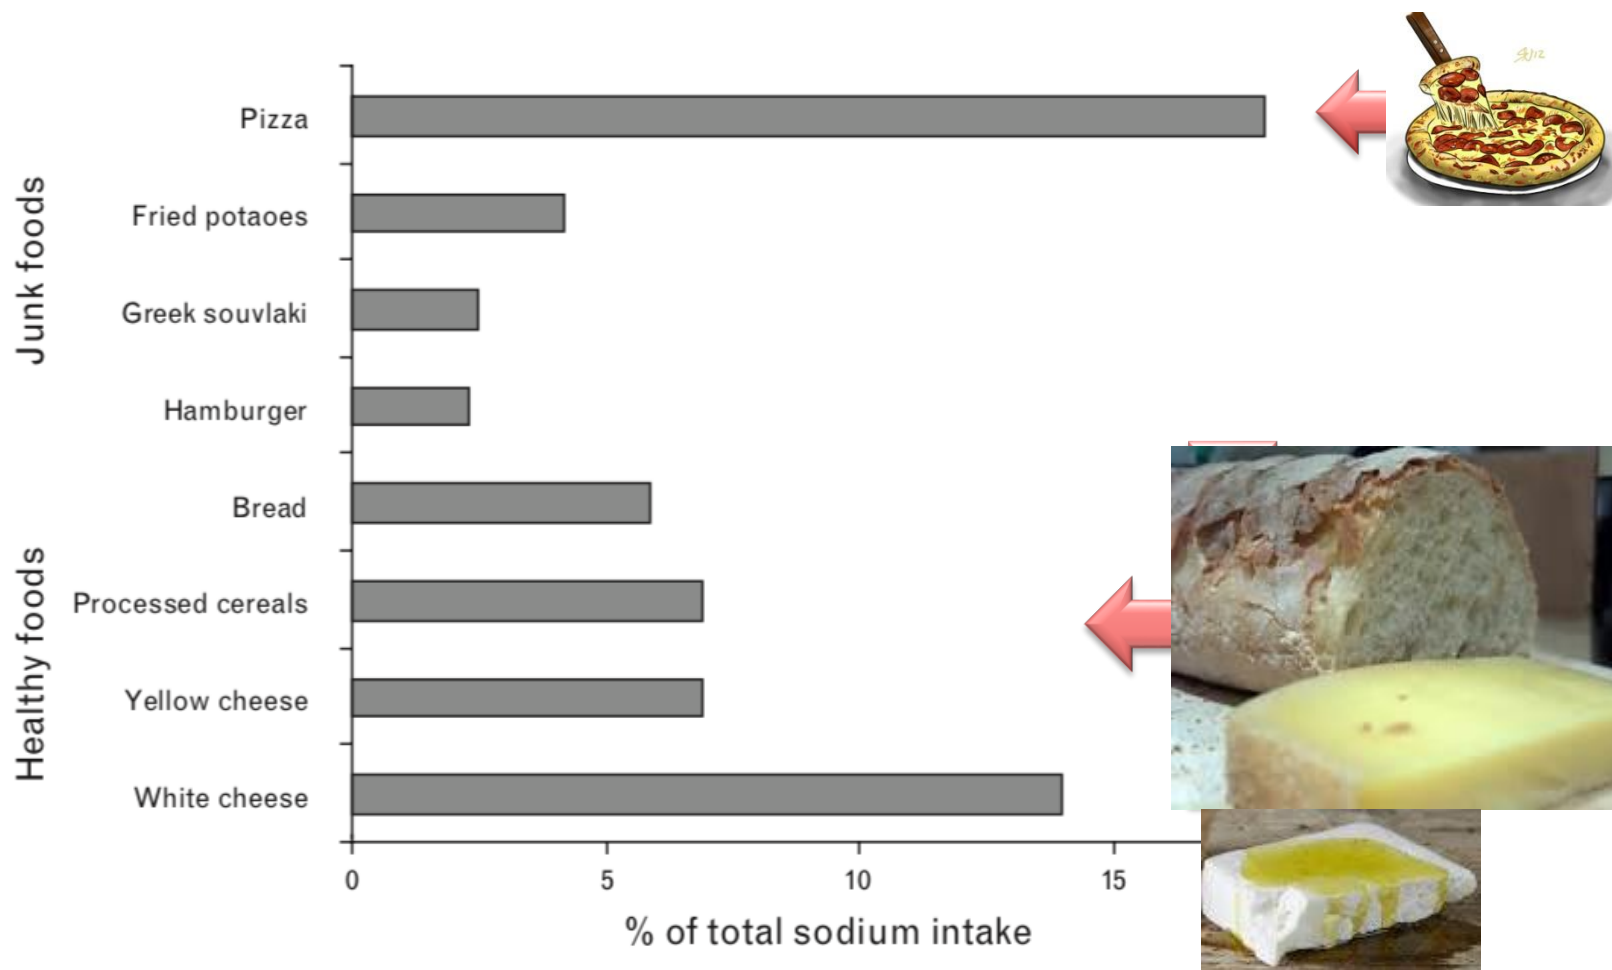 Junk foods
Pizza
Fried potaoes
Greek souvlaki
Hamburger
Healthy foods
Bread
Processed cereals
Yellow cheese
White cheese
0 5 10 15
% of total sodium intake